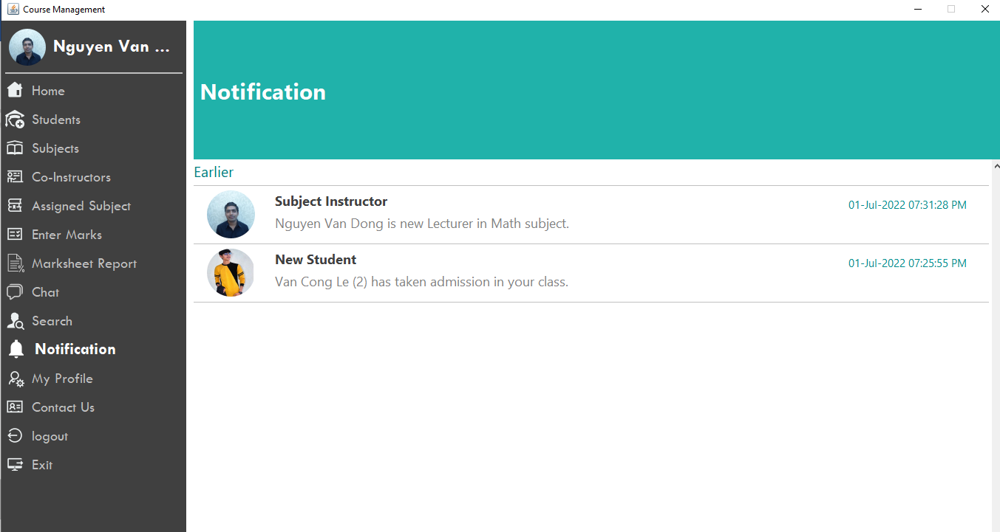 Course Management
Nguyen Van ...
Home
Students
Subjects
Co-Instructors
Assigned Subject
Enter Marks
Marksheet Report
Chat
Search
Notification
My Profile
Contact Us
logout
Exit
Notification
Earlier
Subject Instructor
01-Jul-2022 07:31:28 PM
Nguyen Van Dong is new Lecturer in Math subject.
New Student
01-Jul-2022 07:25:55 PM
Van Cong Le (2) has taken admission in your class.